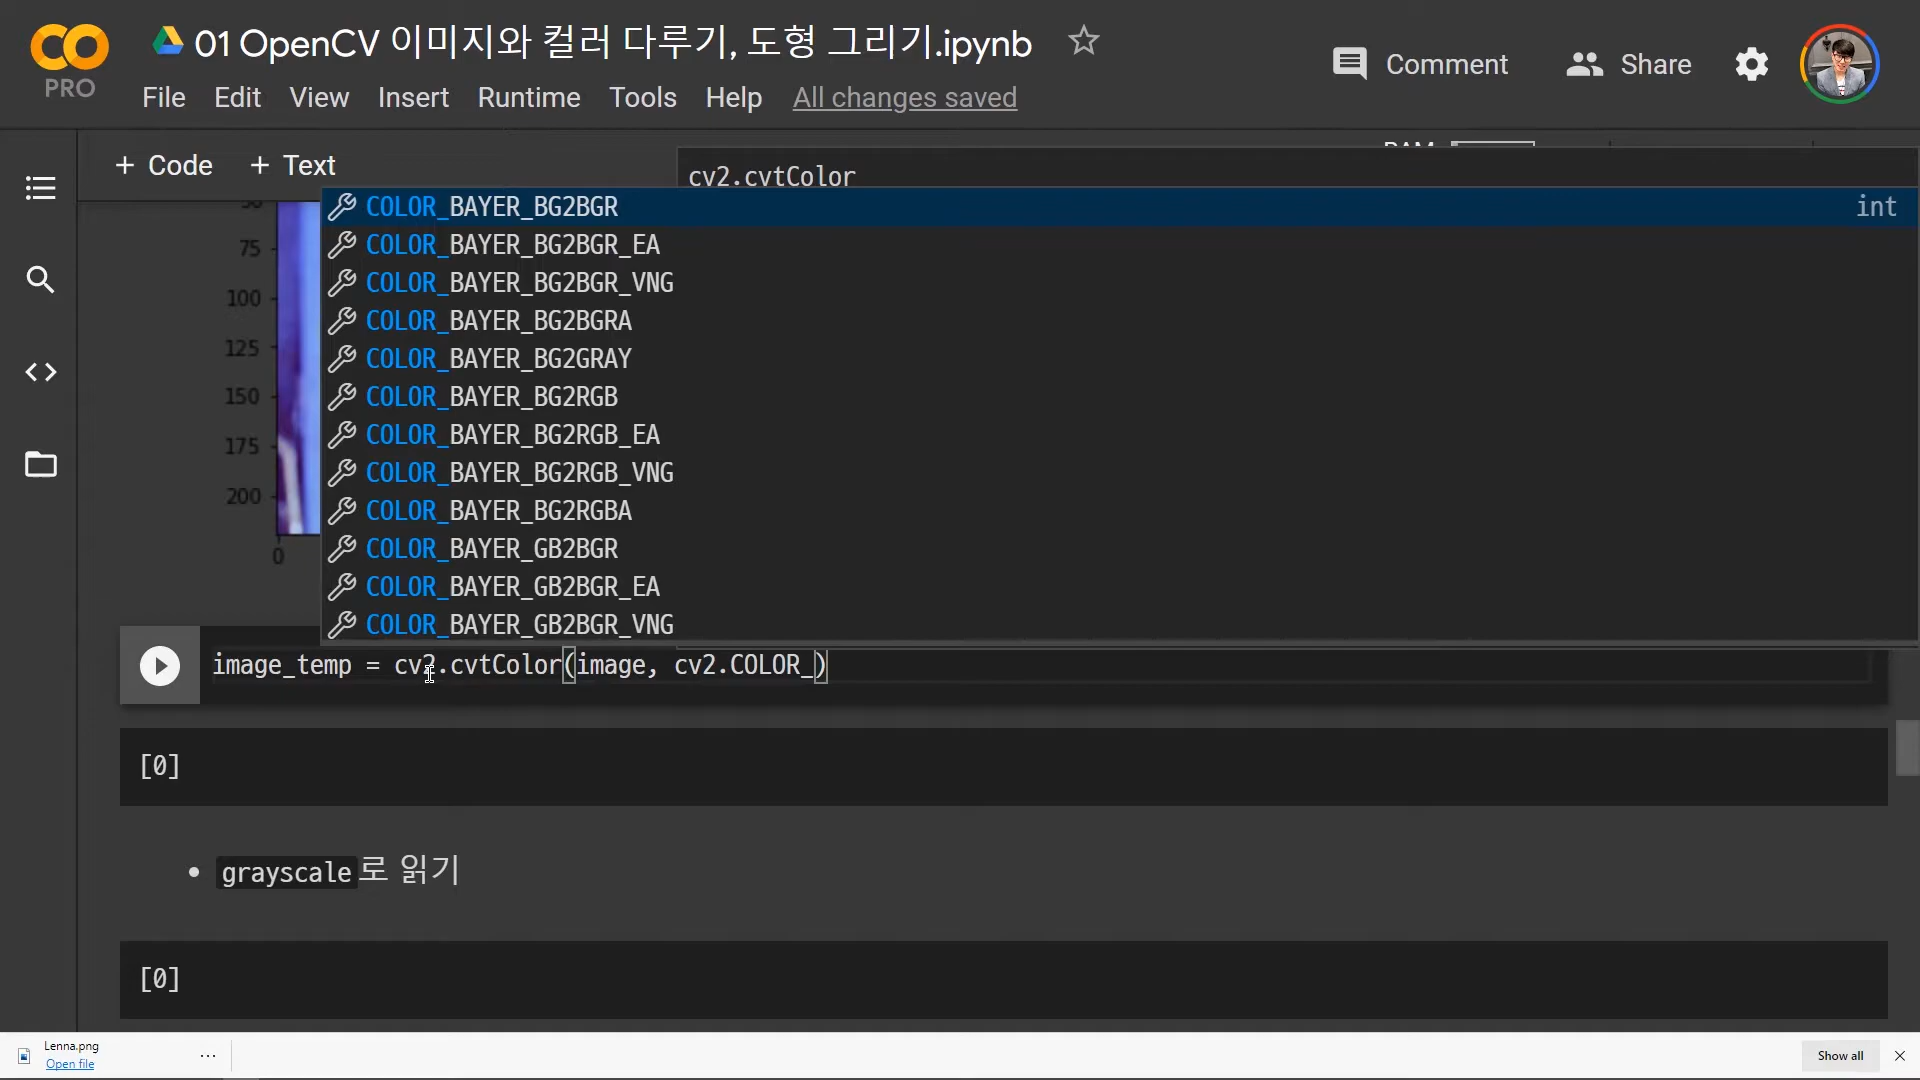 PRO
01 OpenCV 이미지와 컬러 다루기, 도형 그리기.ipynb
Comment
Share
File Edit View Insert Runtime Tools Help All changes saved
+ Code + Text
cv2.cvtColor
COLOR_BAYER_BG2BGR int
COLOR_BAYER_BG2BGR_EA
COLOR_BAYER_BG2BGR_VNG
COLOR_BAYER_BG2BGRA
COLOR_BAYER_BG2GRAY
COLOR_BAYER_BG2RGB
COLOR_BAYER_BG2RGB_EA
COLOR_BAYER_BG2RGB_VNG
COLOR_BAYER_BG2RGBA
COLOR_BAYER_GB2BGR
COLOR_BAYER_GB2BGR_EA
COLOR_BAYER_GB2BGR_VNG
75
100
125
150
175
200
0
image_temp = cv2.cvtColor(image, cv2.COLOR_)
[0]
• grayscale로 읽기
[0]
Lenna.png
Open file
Show all